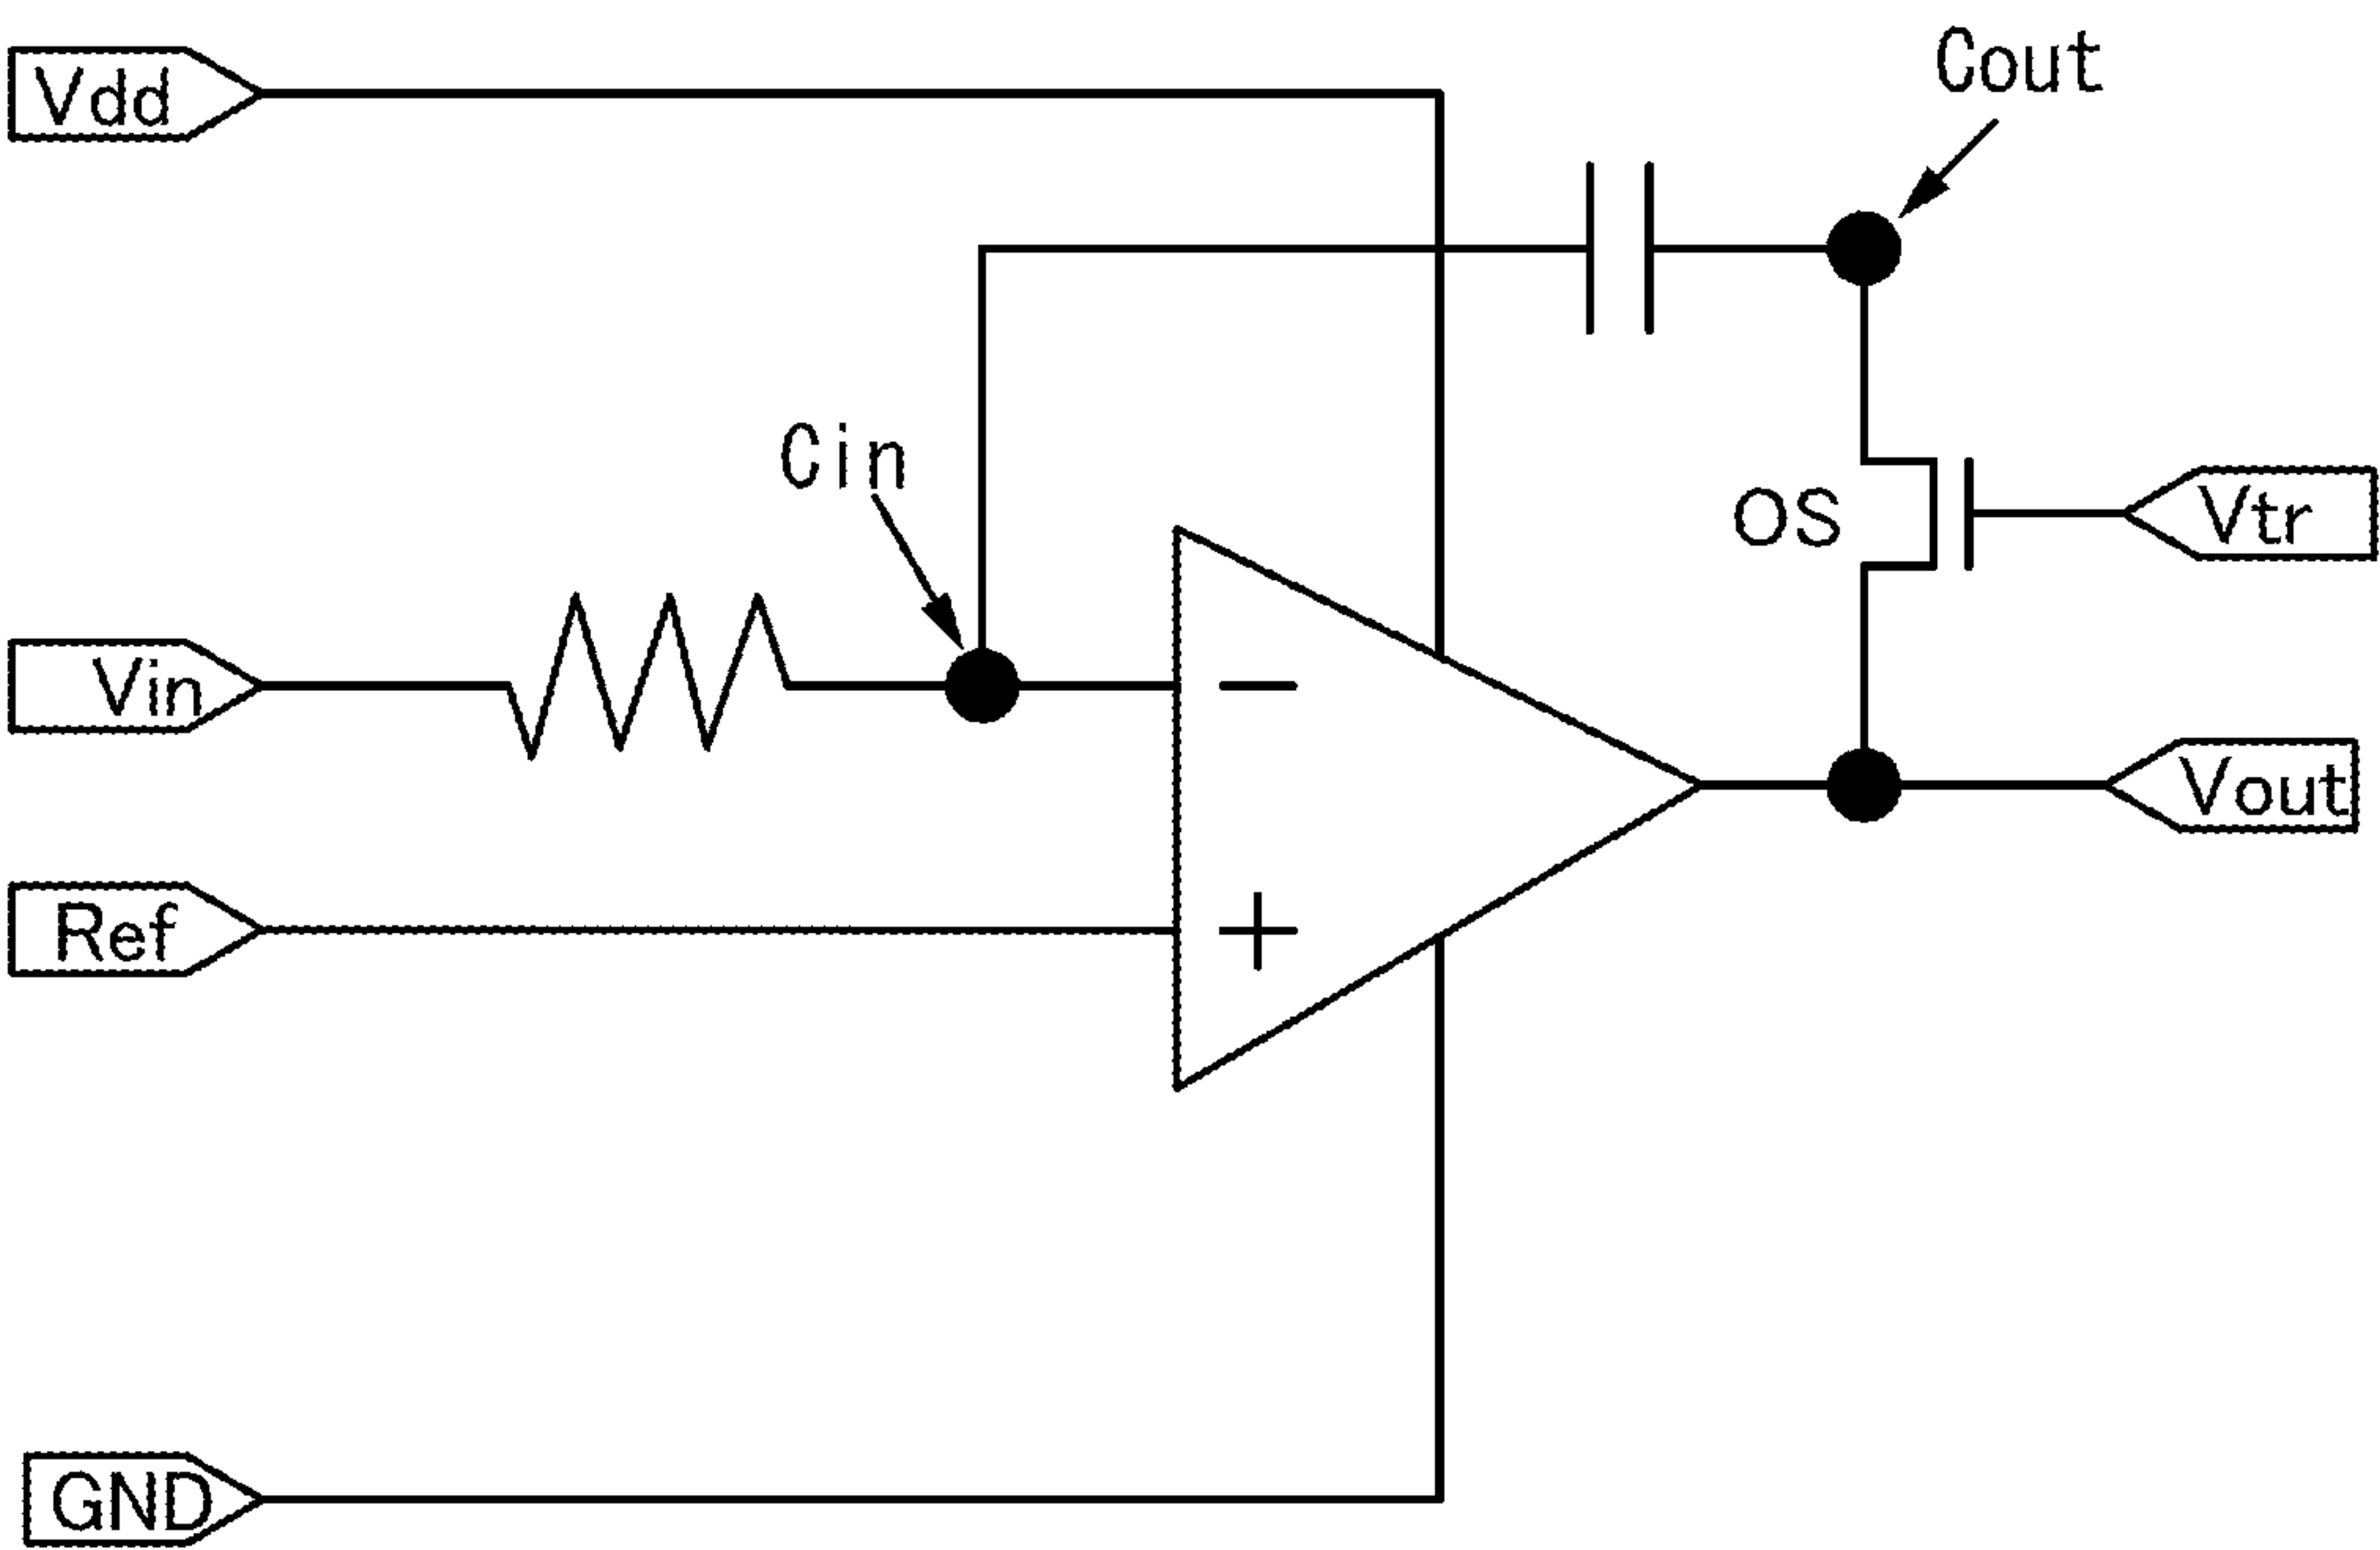 Vdd
Cout
Cin
OS
Vtr
Vin
−
Vout
Ref
+
GND